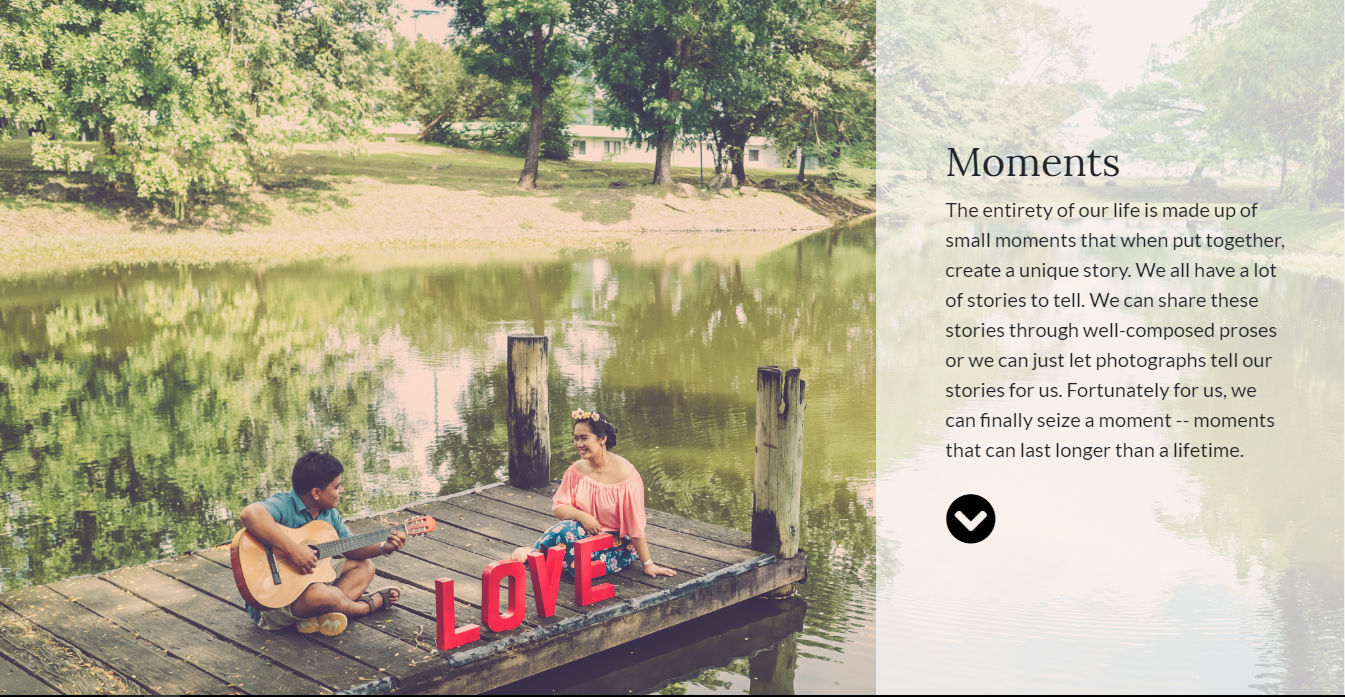 Moments
The entirety of our life is made up of
small moments that when put together,
create a unique story. We all have a lot
of stories to tell. We can share these
stories through well-composed proses
or we can just let photographs tell our
stories for us. Fortunately for us, we
can finally seize a moment -- moments
that can last longer than a lifetime.
LOVE